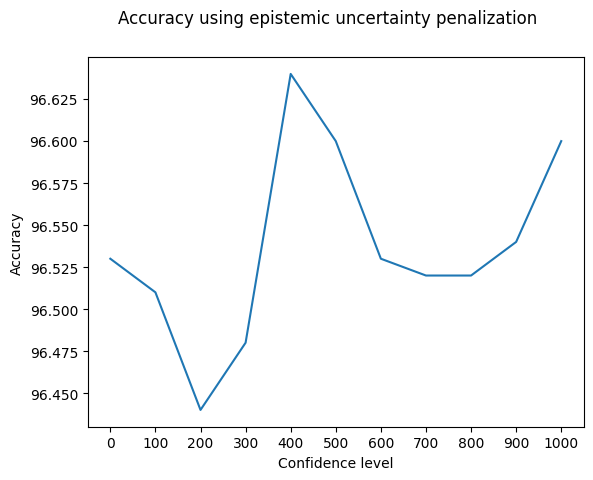 Accuracy using epistemic uncertainty penalization
96.625
96.600
96.575
96.550
96.525
96.500
96.475
96.450
Accuracy
0 100 200 300 400 500 600 700 800 900 1000
Confidence level